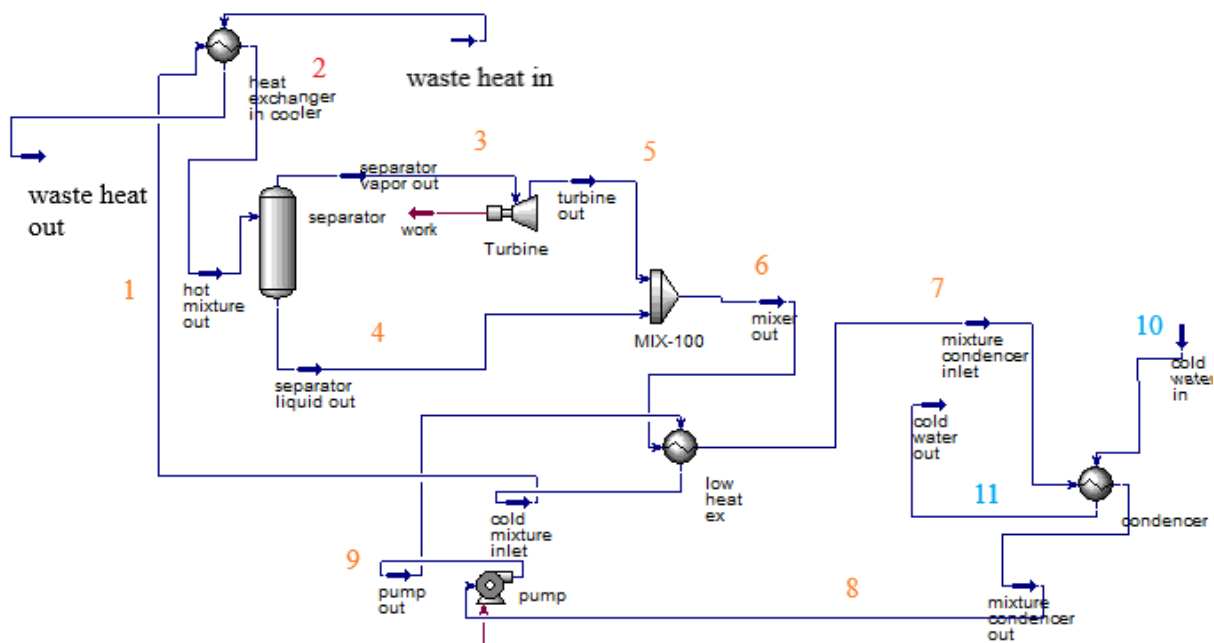 waste heat in
2
heat
exchanger
in cooler
waste heat
out
3
5
separator
vapor out
turbine
out
separator
work
Turbine
1
hot
mixture
out
6
7
mixer
out
4
MIX-100
mixture
condencer
inlet
10
cold
water
in
separator
liquid out
cold
water
out
low
heat
ex
11
condencer
cold
mixture
inlet
9
pump
out
pump
8
mixture
condencer
out